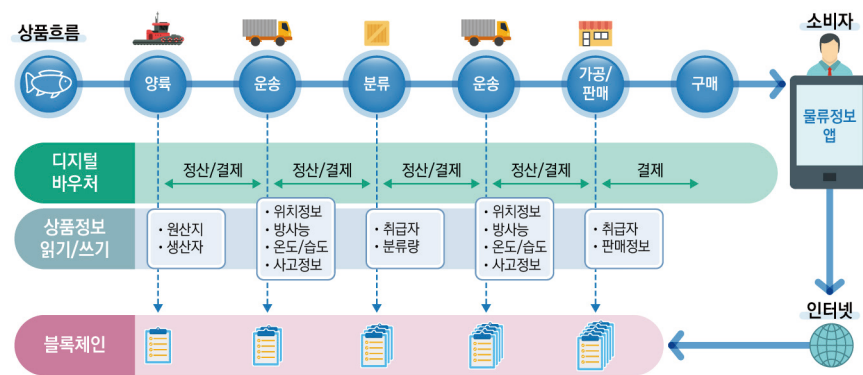 상품흐름
소비자
양륙
운송
분류
운송
가공/
판매
구매
물류정보
앱
디지털
바우처
정산/결제
정산/결제
정산/결제
정산/결제
결제
상품정보
읽기/쓰기
• 원산지
• 생산자
• 위치정보
• 방사능
• 온도/습도
• 사고정보
• 취급자
• 분류량
• 위치정보
• 방사능
• 온도/습도
• 사고정보
• 취급자
• 판매정보
인터넷
블록체인